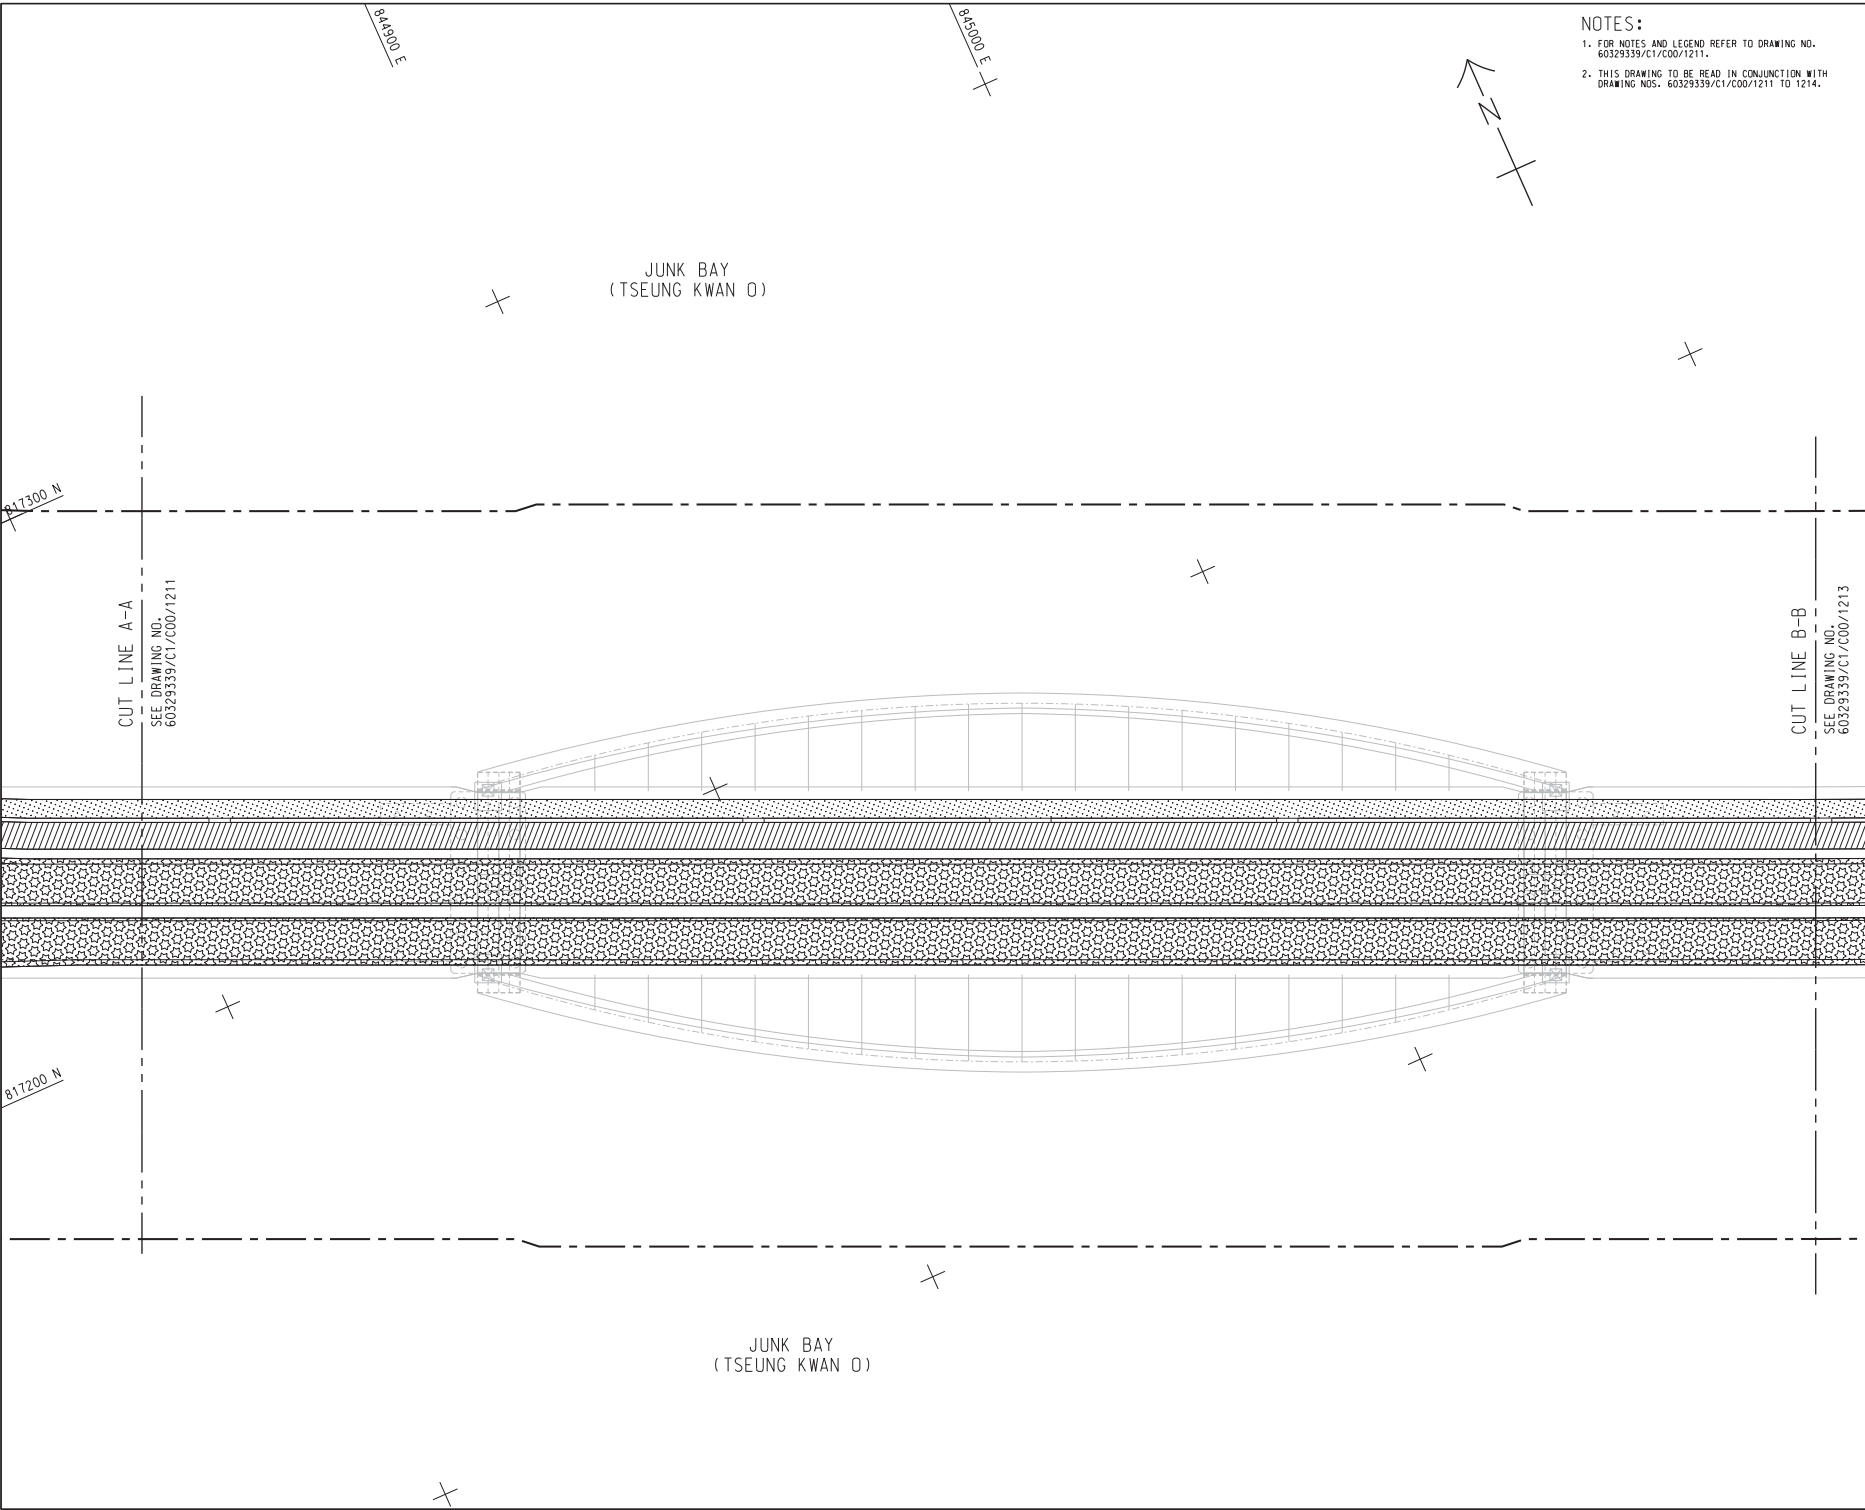 844900 E
845000 E
NOTES:
1. FOR NOTES AND LEGEND REFER TO DRAWING NO.
60329339/C1/C00/1211.
2. THIS DRAWING TO BE READ IN CONJUNCTION WITH
DRAWING NOS. 60329339/C1/C00/1211 TO 1214.
N
JUNK BAY
(TSEUNG KWAN O)
817300 N
CUT LINE A-A
SEE DRAWING NO.
60329339/C1/C00/1211
CUT LINE B-B
SEE DRAWING NO.
60329339/C1/C00/1213
817200 N
JUNK BAY
(TSEUNG KWAN O)